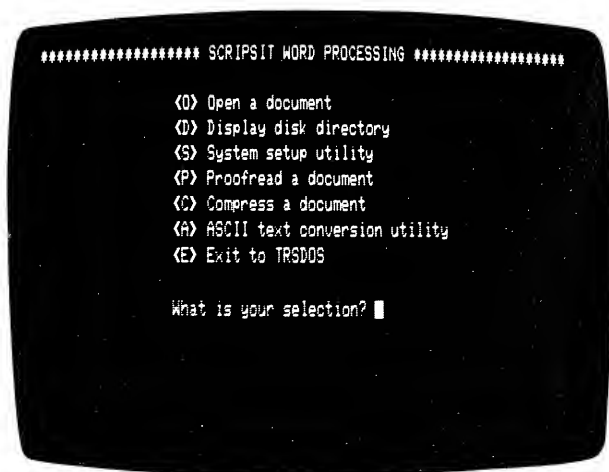 ******************* SCRIPSIT WORD PROCESSING *******************
<O> Open a document
<D> Display disk directory
<S> System setup utility
<P> Proofread a document
<C> Compress a document
<A> ASCII text conversion utility
<E> Exit to TRSDOS
What is your selection?